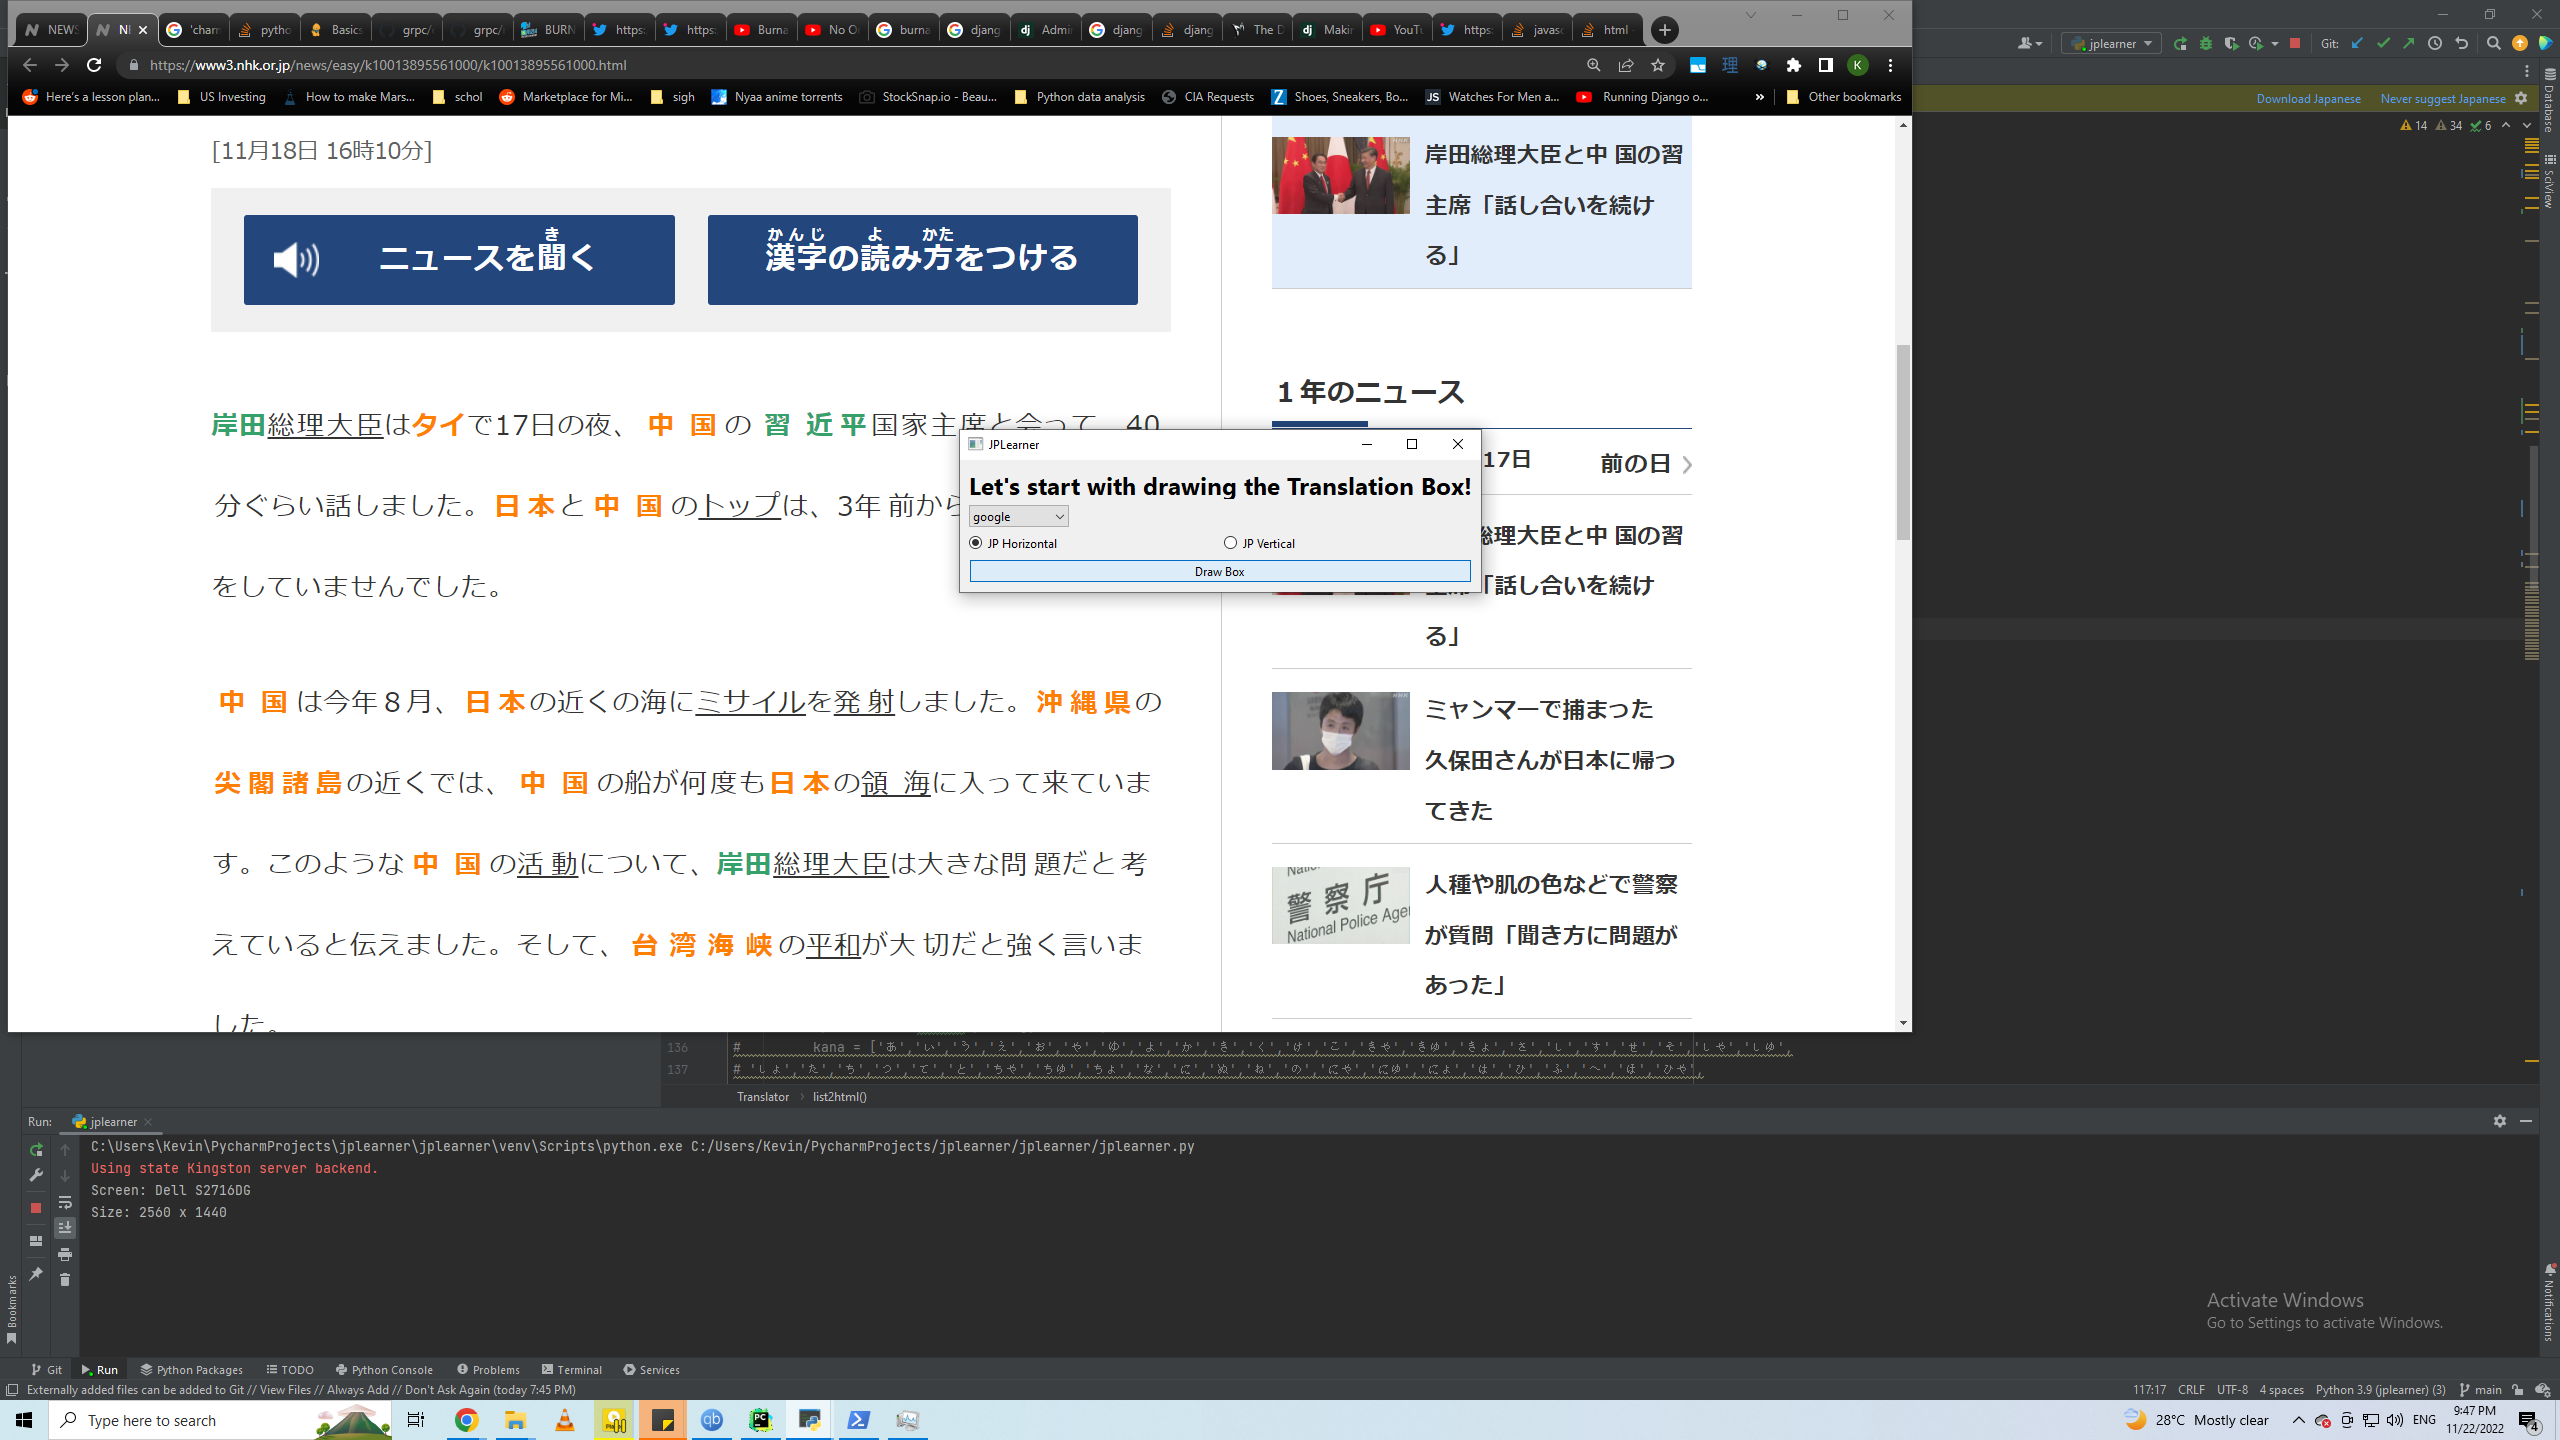 NEWS
NI
'charm
pytho
Basics
grpc/
grpc/
BURN
https:
https:
Burna
No O
burna
djang
Admi
djang
djang
The D
Makin
YouTu
https:
javasc
html
https://www3.nhk.or.jp/news/easy/k10013895561000/k10013895561000.html
K
Here's a lesson plan...
US Investing
How to make Mars...
schol
Marketplace for Mi...
sigh
Nyaa anime torrents
StockSnap.io - Beau...
Python data analysis
CIA Requests
Shoes, Sneakers, Bo...
Watches For Men a...
Running Django o...
»
Other bookmarks
jplearner
Git:
Download Japanese
Never suggest Japanese
14 34 6
Database
SciView
[11月18日 16時10分]
ニュースを聞く
き
漢字の読み方をつける
かんじ よ かた
岸田総理大臣はタイで17日の夜、中国の習近平国家主席と会って、40
分ぐらい話しました。日本と中国のトップは、3年前から
をしていませんでした。
中国は今年8月、日本の近くの海にミサイルを発射しました。沖縄県の
尖閣諸島の近くでは、中国の船が何度も日本の領海に入って来ていま
す。このような中国の活動について、岸田総理大臣は大きな問題だと考
えていると伝えました。そして、台湾海峡の平和が大切だと強く言いま
した。
岸田総理大臣と中国の習
主席「話し合いを続け
る」
1年のニュース
17日
前の日
総理大臣と中国の習
「話し合いを続け
る」
ミャンマーで捕まった
久保田さんが日本に帰っ
てきた
警察庁
National Police Age
人種や肌の色などで警察
が質問「聞き方に問題が
あった」
JPLearner
Let's start with drawing the Translation Box!
google
JP Horizontal
JP Vertical
Draw Box
136 # kana = ['あ','い','う','え','お','や','ゆ','よ','か','き','く','け','こ','きや','きゅ','きょ','さ','し','す','せ','そ','しや','しゆ',
137 # 'しょ','た','ち','つ','て','と','ちや','ちゆ','ちょ','な','に','ぬ','ね','の','にや','にゆ','によ','は','ひ','ふ','へ','ほ','ひや',
Translator
list2html()
Run:
jplearner
C:\Users\Kevin\PycharmProjects\jplearner\jplearner\venv\Scripts\python.exe C:/Users/Kevin/PycharmProjects/jplearner/jplearner/jplearner.py
Using state Kingston server backend.
Screen: Dell S2716DG
Size: 2560 x 1440
Bookmarks
Notifications
Activate Windows
Go to Settings to activate Windows.
Git
Run
Python Packages
TODO
Python Console
Problems
Terminal
Services
Externally added files can be added to Git // View Files // Always Add // Don't Ask Again (today 7:45 PM)
117:17 CRLF UTF-8 4 spaces Python 3.9 (jplearner) (3) main
Type here to search
28°C Mostly clear
ENG
9:47 PM
11/22/2022
4